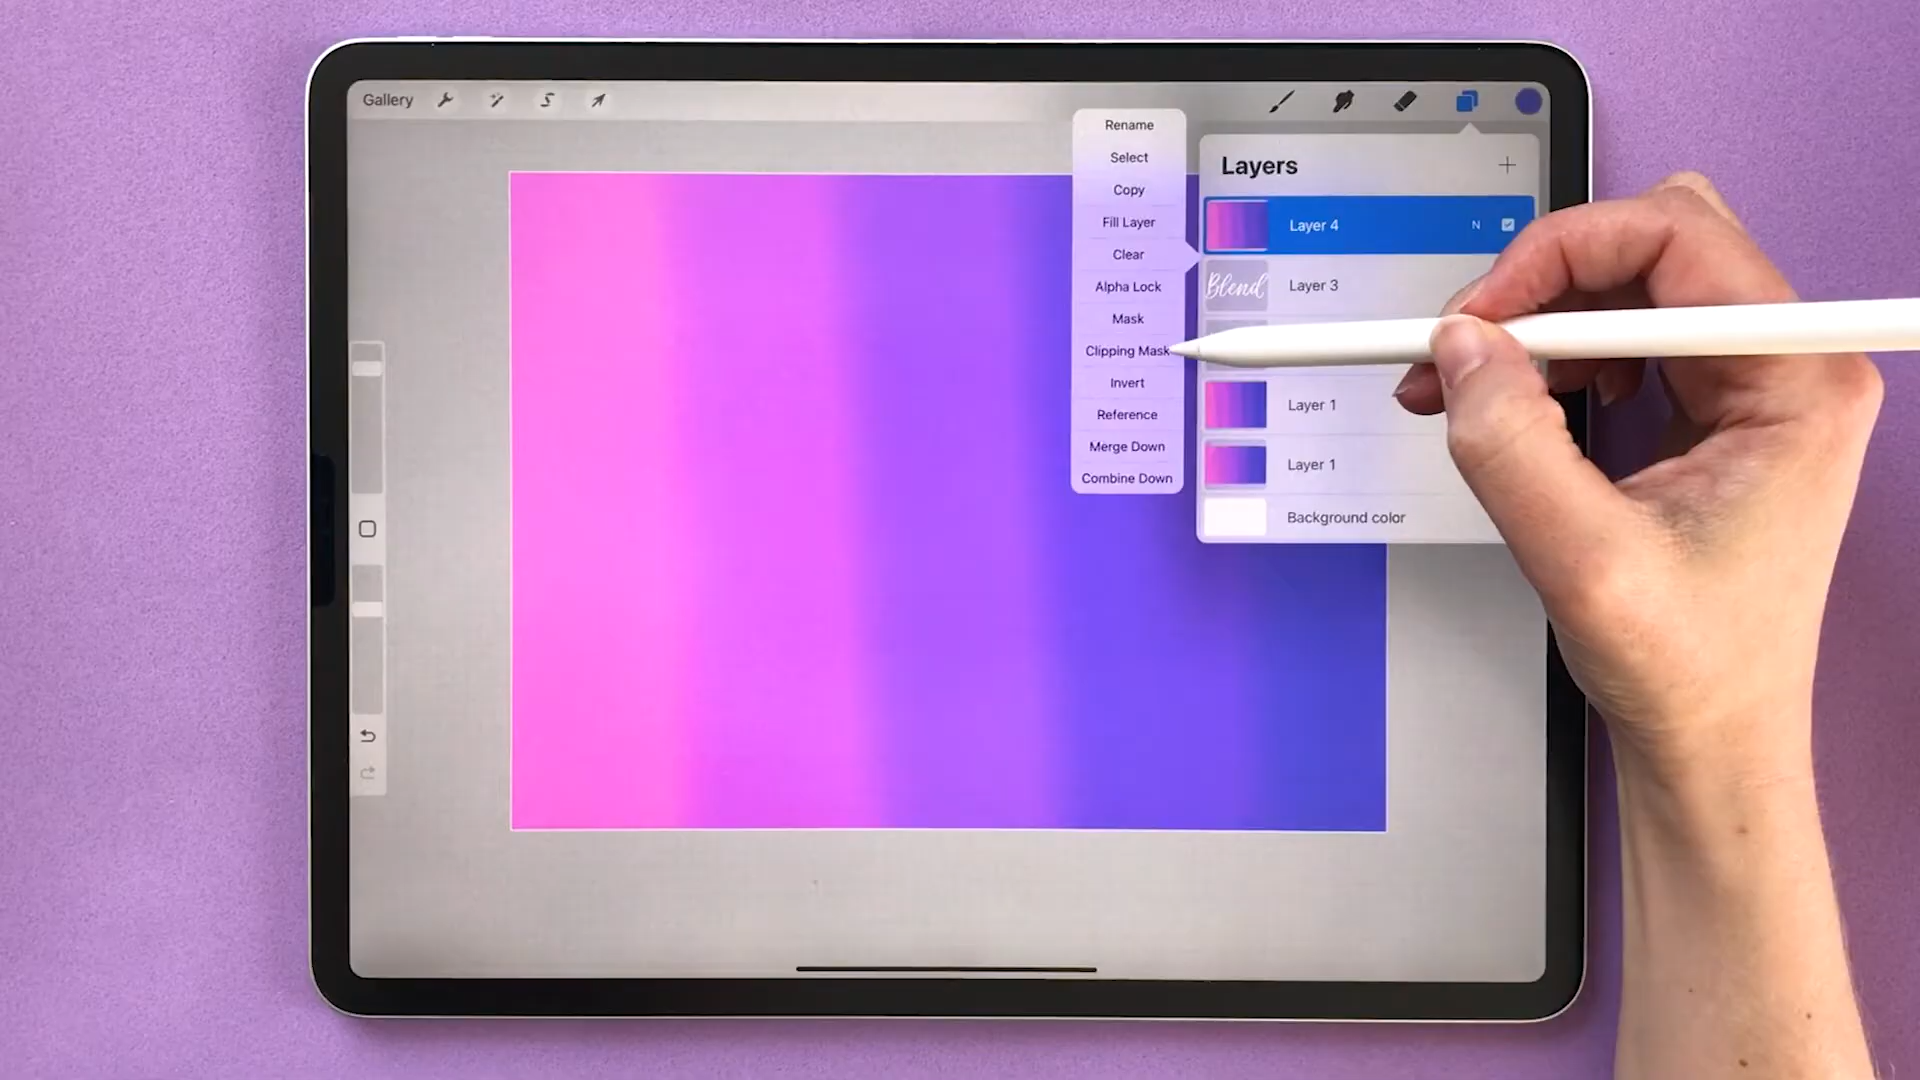 Gallery
Rename
Select
Copy
Fill Layer
Clear
Alpha Lock
Mask
Clipping Mask
Invert
Reference
Merge Down
Combine Down
Layers
Layer 4 N
Blend Layer 3
Layer 1
Layer 1
Background color